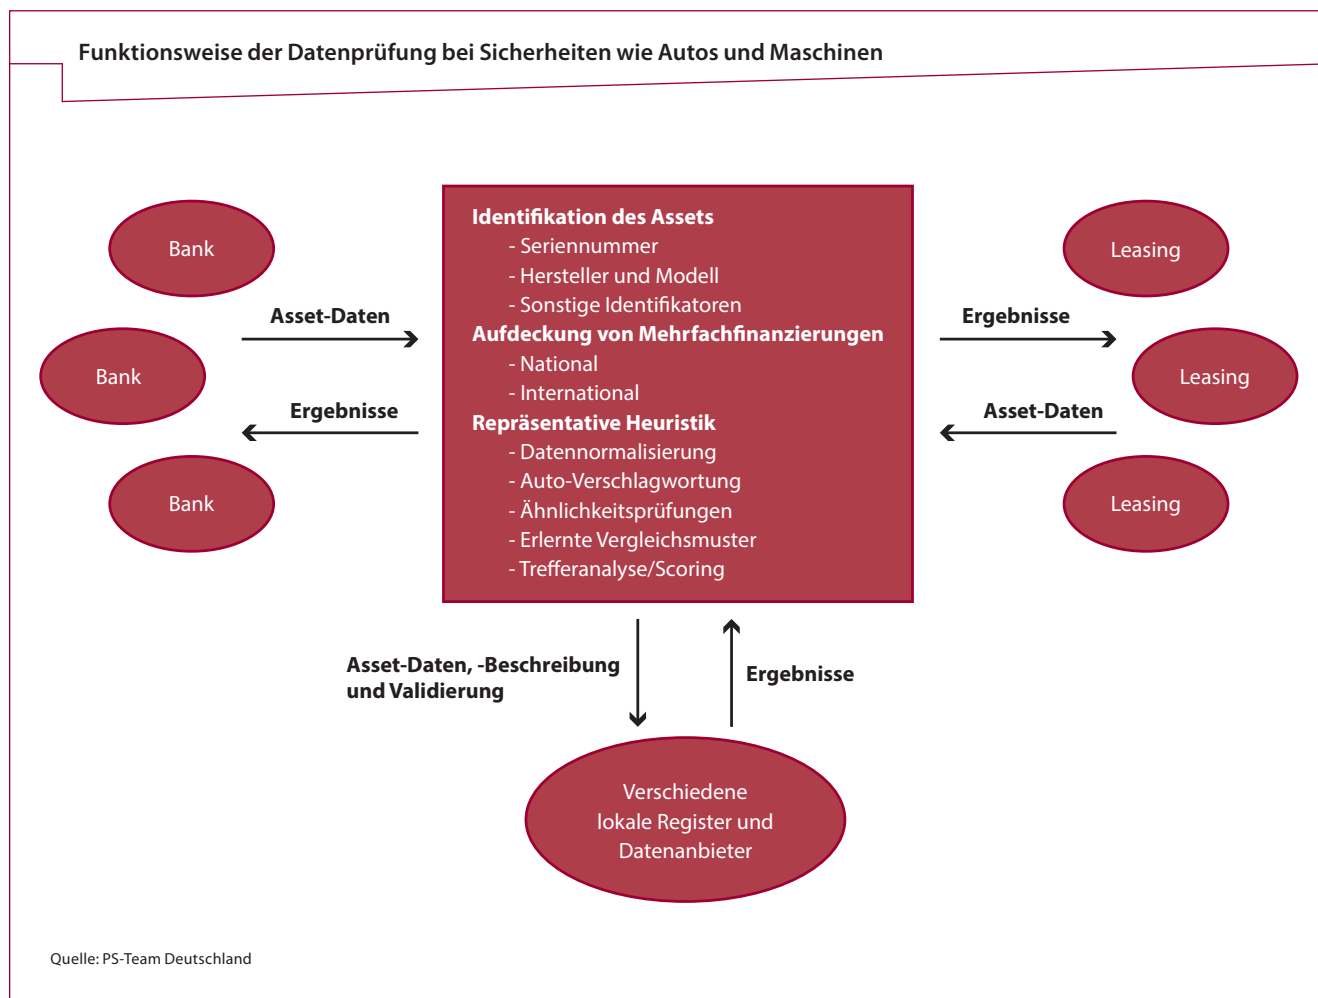 Funktionsweise der Datenprüfung bei Sicherheiten wie Autos und Maschinen
Bank
Bank
Bank
Asset-Daten
Ergebnisse
Identifikation des Assets
- Seriennummer
- Hersteller und Modell
- Sonstige Identifikatoren
Aufdeckung von Mehrfachfinanzierungen
- National
- International
Repräsentative Heuristik
- Datennormalisierung
- Auto-Verschlagwortung
- Ähnlichkeitsprüfungen
- Erlernte Vergleichsmuster
- Trefferanalyse/Scoring
Ergebnisse
Asset-Daten
Leasing
Leasing
Leasing
Asset-Daten, -Beschreibung
und Validierung
Ergebnisse
Verschiedene
lokale Register und
Datenanbieter
Quelle: PS-Team Deutschland